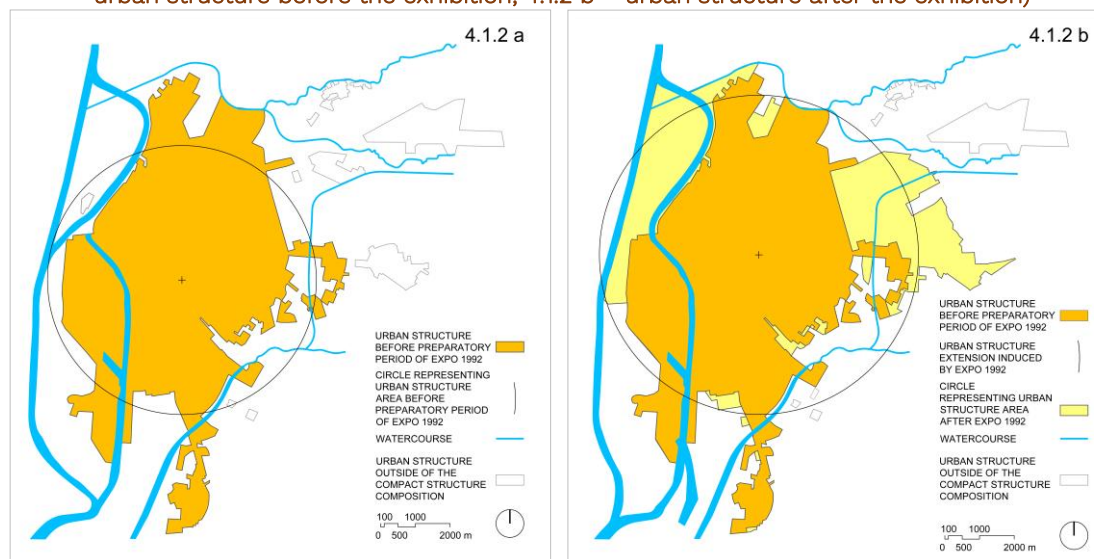 urban structure before the exhibition, 4.1.2 b – urban structure after the exhibition)
4.1.2 a
URBAN STRUCTURE
BEFORE PREPARATORY
PERIOD OF EXPO 1992
CIRCLE REPRESENTING
URBAN STRUCTURE
AREA BEFORE
PREPARATORY PERIOD
OF EXPO 1992
WATERCOURSE
URBAN STRUCTURE
OUTSIDE OF THE
COMPACT STRUCTURE
COMPOSITION
100 1000
0 500 2000 m
4.1.2 b
URBAN STRUCTURE
BEFORE PREPARATORY
PERIOD OF EXPO 1992
URBAN STRUCTURE
EXTENSION INDUCED
BY EXPO 1992
CIRCLE
REPRESENTING URBAN
STRUCTURE AREA
AFTER EXPO 1992
WATERCOURSE
URBAN STRUCTURE
OUTSIDE OF THE
COMPACT STRUCTURE
COMPOSITION
100 1000
0 500 2000 m